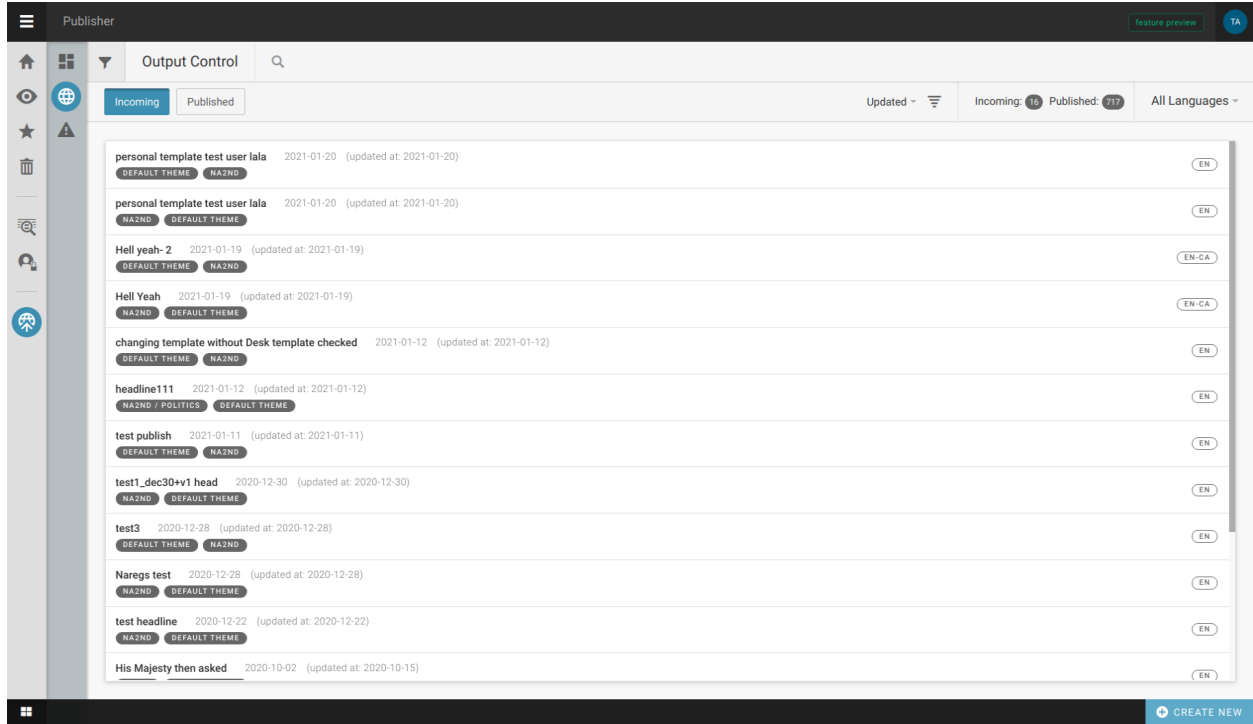 Publisher feature preview TA
Output Control
Incoming Published Updated Incoming: 16 Published: 717 All Languages
personal template test user lala 2021-01-20 (updated at: 2021-01-20)
DEFAULT THEME NA2ND EN
personal template test user lala 2021-01-20 (updated at: 2021-01-20)
NA2ND DEFAULT THEME EN
Hell yeah- 2 2021-01-19 (updated at: 2021-01-19)
DEFAULT THEME NA2ND EN-CA
Hell Yeah 2021-01-19 (updated at: 2021-01-19)
NA2ND DEFAULT THEME EN-CA
changing template without Desk template checked 2021-01-12 (updated at: 2021-01-12)
DEFAULT THEME NA2ND EN
headline111 2021-01-12 (updated at: 2021-01-12)
NA2ND / POLITICS DEFAULT THEME EN
test publish 2021-01-11 (updated at: 2021-01-11)
DEFAULT THEME NA2ND EN
test1_dec30+v1 head 2020-12-30 (updated at: 2020-12-30)
NA2ND DEFAULT THEME EN
test3 2020-12-28 (updated at: 2020-12-28)
DEFAULT THEME NA2ND EN
Naregs test 2020-12-28 (updated at: 2020-12-28)
NA2ND DEFAULT THEME EN
test headline 2020-12-22 (updated at: 2020-12-22)
NA2ND DEFAULT THEME EN
His Majesty then asked 2020-10-02 (updated at: 2020-10-15)
EN
CREATE NEW